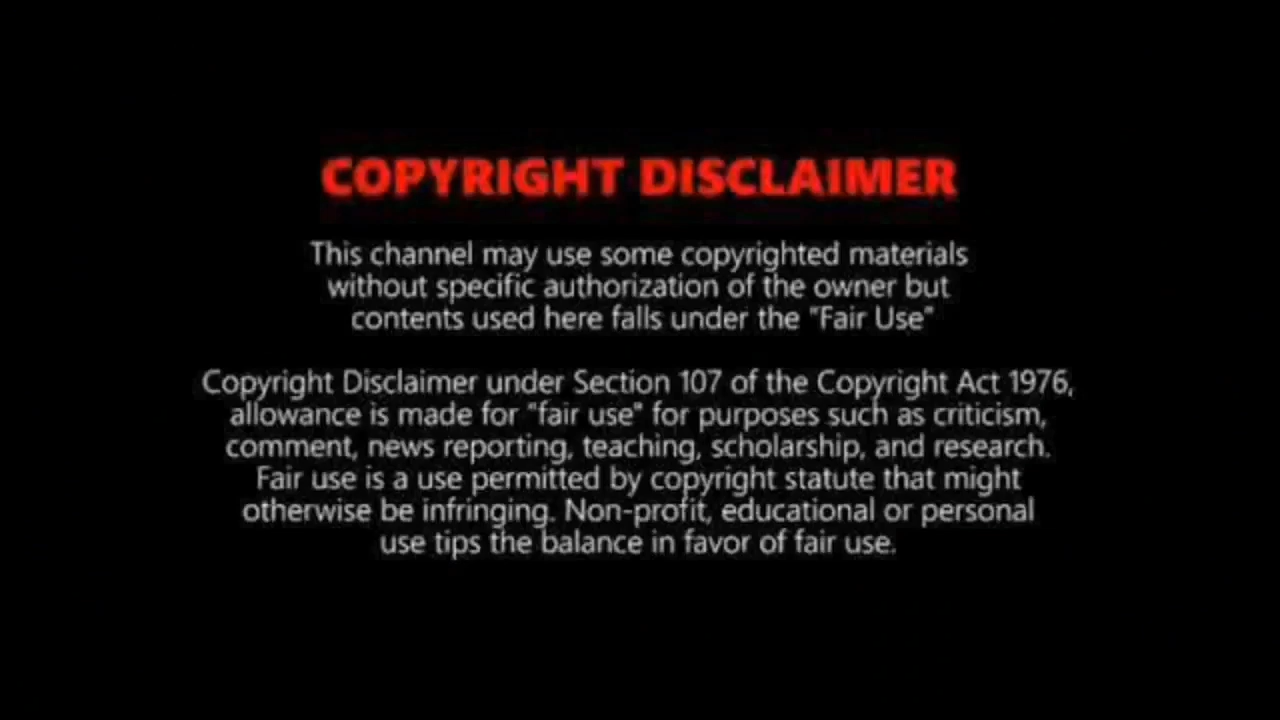 COPYRIGHT DISCLAIMER
This channel may use some copyrighted materials
without specific authorization of the owner but
contents used here falls under the "Fair Use"
Copyright Disclaimer under Section 107 of the Copyright Act 1976,
allowance is made for "fair use" for purposes such as criticism,
comment, news reporting, teaching, scholarship, and research.
Fair use is a use permitted by copyright statute that might
otherwise be infringing. Non-profit, educational or personal
use tips the balance in favor of fair use.